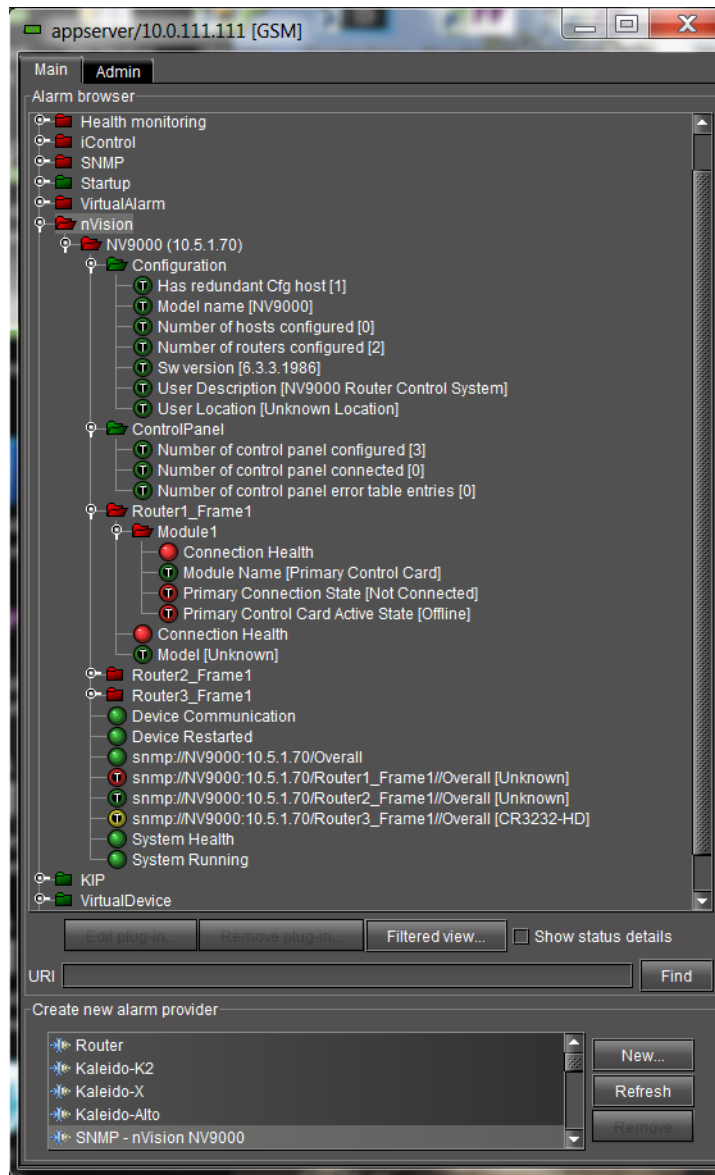 appserver/10.0.111.111 [GSM]
Main Admin
Alarm browser
Health monitoring
iControl
SNMP
Startup
VirtualAlarm
nVision
NV9000 (10.5.1.70)
Configuration
T Has redundant Cfg host [1]
T Model name [NV9000]
T Number of hosts configured [0]
T Number of routers configured [2]
T Sw version [6.3.3.1986]
T User Description [NV9000 Router Control System]
T User Location [Unknown Location]
ControlPanel
T Number of control panel configured [3]
T Number of control panel connected [0]
T Number of control panel error table entries [0]
Router1_Frame1
Module1
Connection Health
T Module Name [Primary Control Card]
T Primary Connection State [Not Connected]
T Primary Control Card Active State [Offline]
Connection Health
T Model [Unknown]
Router2_Frame1
Router3_Frame1
Device Communication
Device Restarted
snmp://NV9000:10.5.1.70/Overall
T snmp://NV9000:10.5.1.70/Router1_Frame1//Overall [Unknown]
T snmp://NV9000:10.5.1.70/Router2_Frame1//Overall [Unknown]
T snmp://NV9000:10.5.1.70/Router3_Frame1//Overall [CR3232-HD]
System Health
System Running
KIP
VirtualDevice
Edit plug-in... Remove plug-in... Filtered view... Show status details
URI Find
Create new alarm provider
Router
Kaleido-K2
Kaleido-X
Kaleido-Alto
SNMP - nVision NV9000
New...
Refresh
Remove